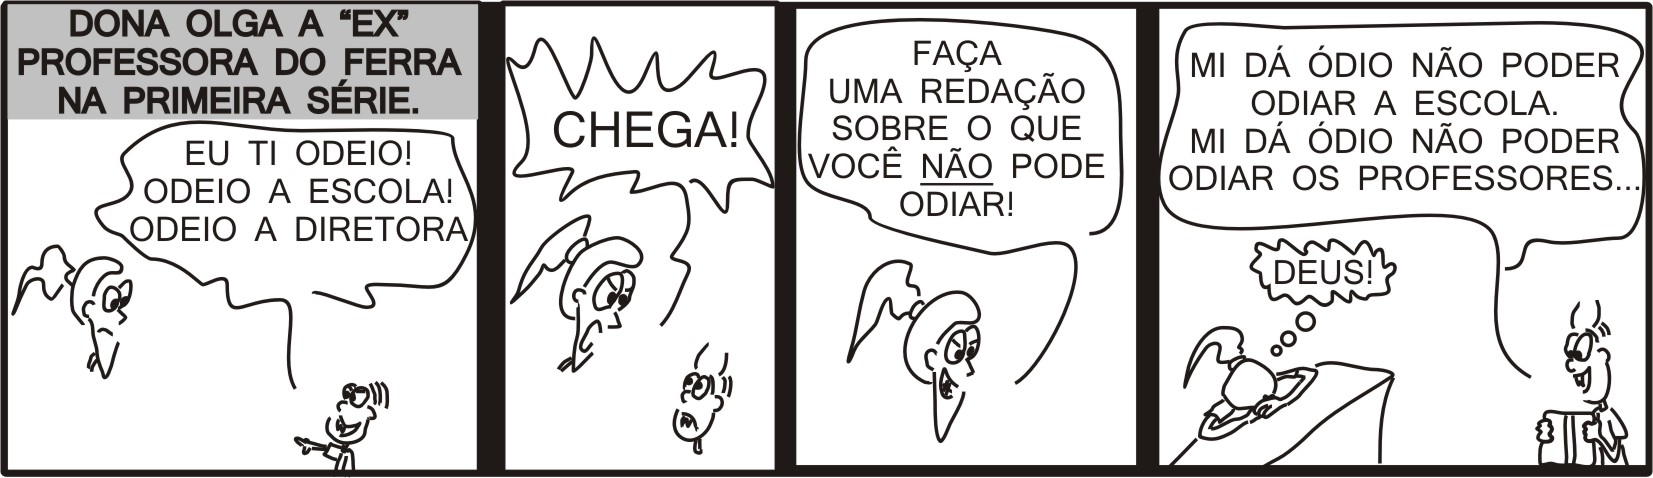 DONA OLGA A “EX”
PROFESSORA DO FERRA
NA PRIMEIRA SÉRIE.
EU TI ODEIO!
ODEIO A ESCOLA!
ODEIO A DIRETORA
CHEGA!
FAÇA
UMA REDAÇÃO
SOBRE O QUE
VOCÊ NÃO PODE
ODIAR!
MI DÁ ÓDIO NÃO PODER
ODIAR A ESCOLA.
MI DÁ ÓDIO NÃO PODER
ODIAR OS PROFESSORES...
DEUS!